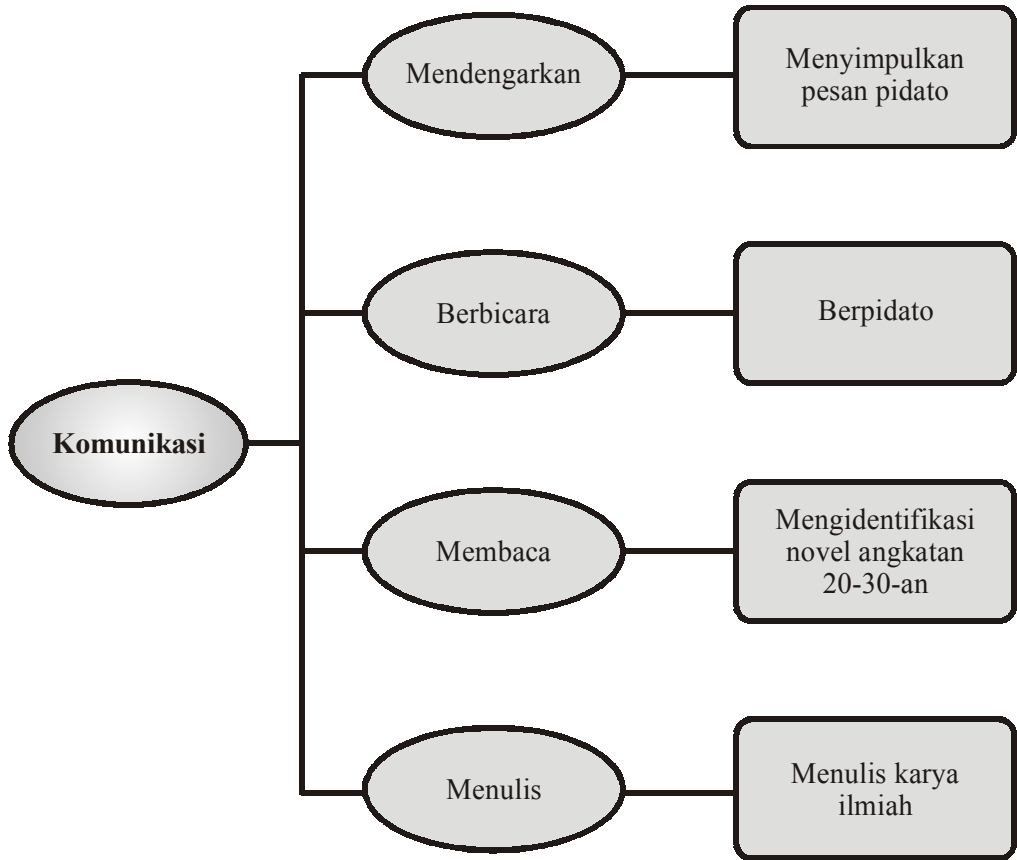 Mendengarkan
Menyimpulkan
pesan pidato
Berbicara
Berpidato
Komunikasi
Membaca
Mengidentifikasi
novel angkatan
20-30-an
Menulis
Menulis karya
ilmiah